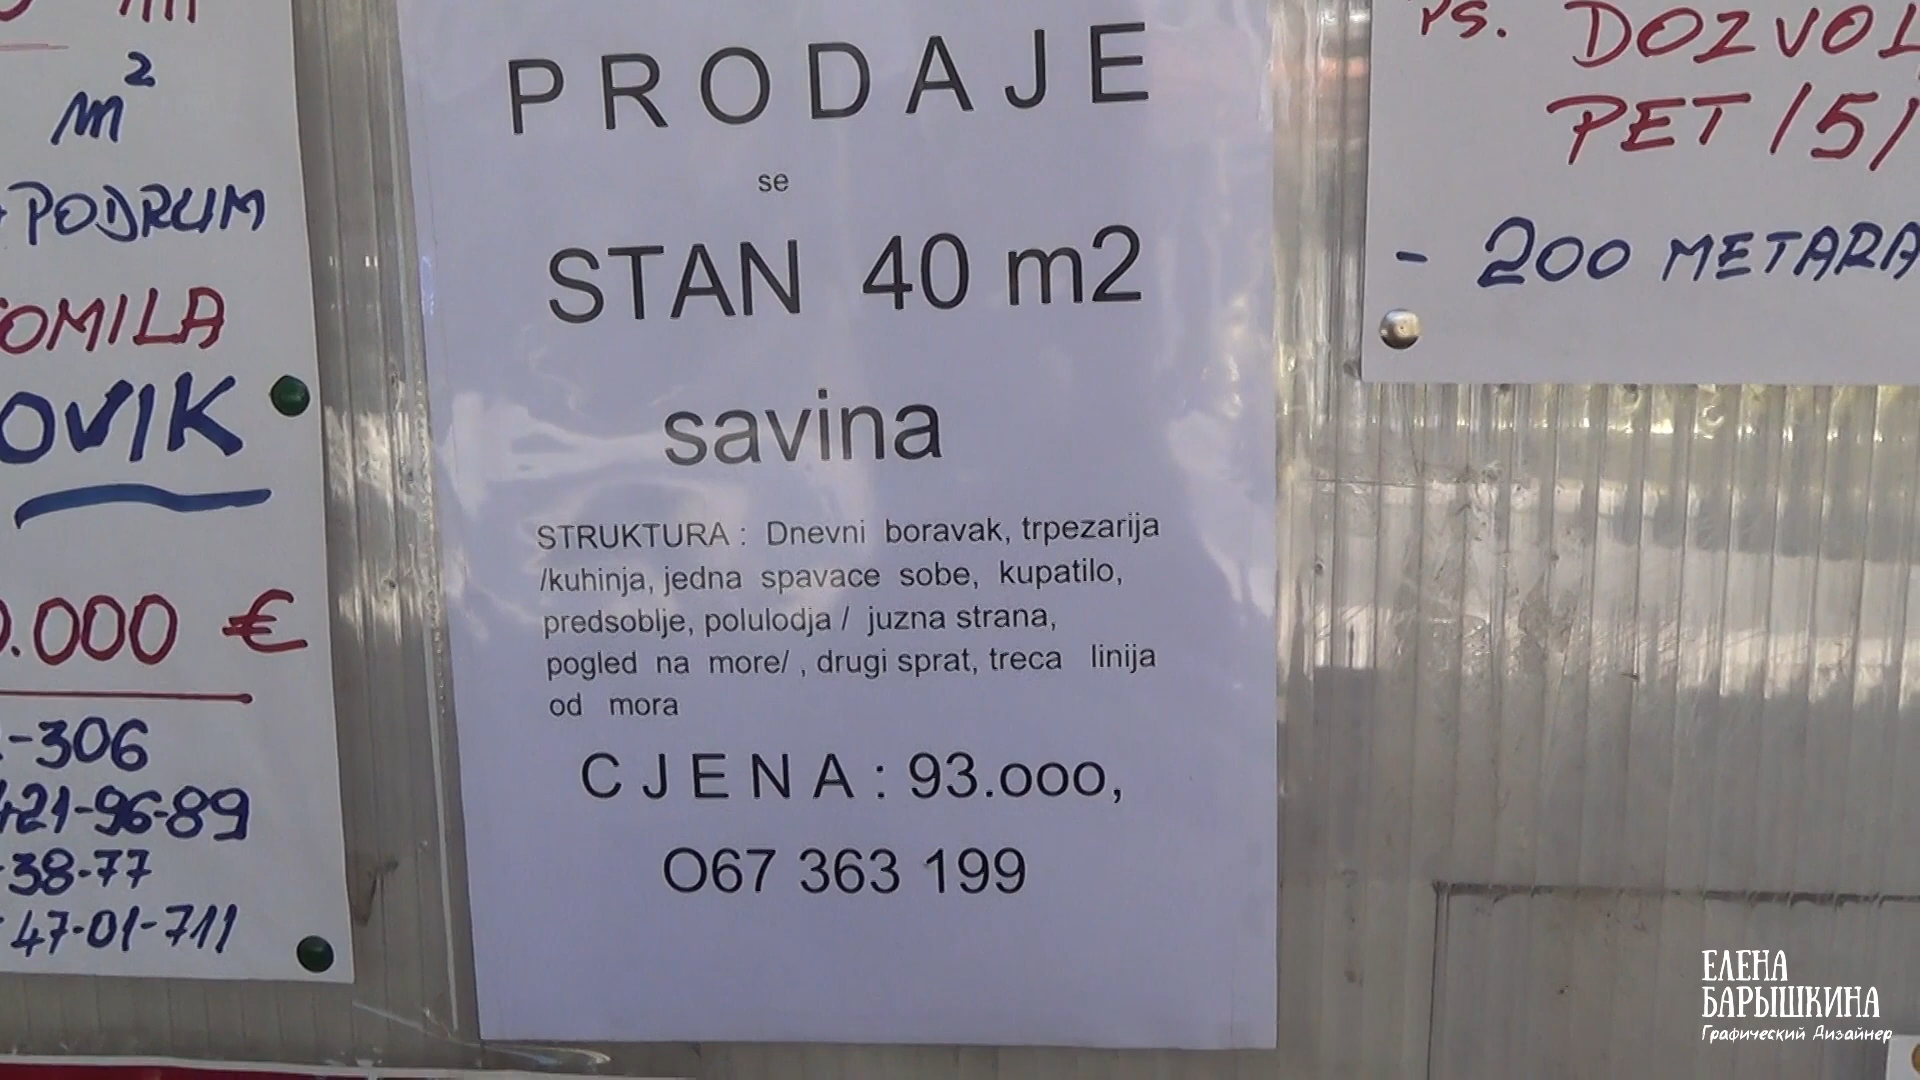 m
m²
PODRUM
OMILA
OVIK
.000 €
-306
421-96-89
-38-77
47-01-711
PRODAJE
se
STAN 40 m2
savina
STRUKTURA : Dnevni boravak, trpezarija
/kuhinja, jedna spavace sobe, kupatilo,
predsoblje, polulodja / juzna strana,
pogled na more/ , drugi sprat, treca linija
od mora
CJENA : 93.ooo,
O67 363 199
PS. DOZVOL
PET /5/
- 200 METARA
ЕЛЕНА
БАРЫШКИНА
Графический Дизайнер